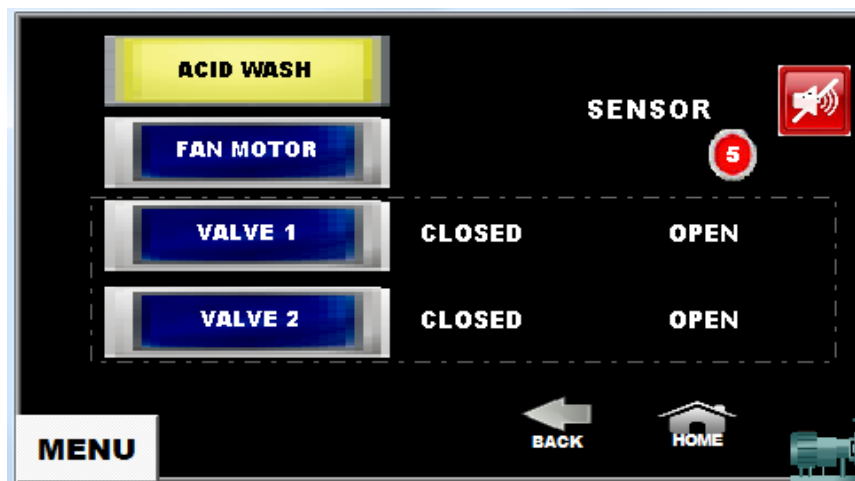 ACID WASH
SENSOR
FAN MOTOR
5
VALVE 1 CLOSED OPEN
VALVE 2 CLOSED OPEN
BACK HOME
MENU